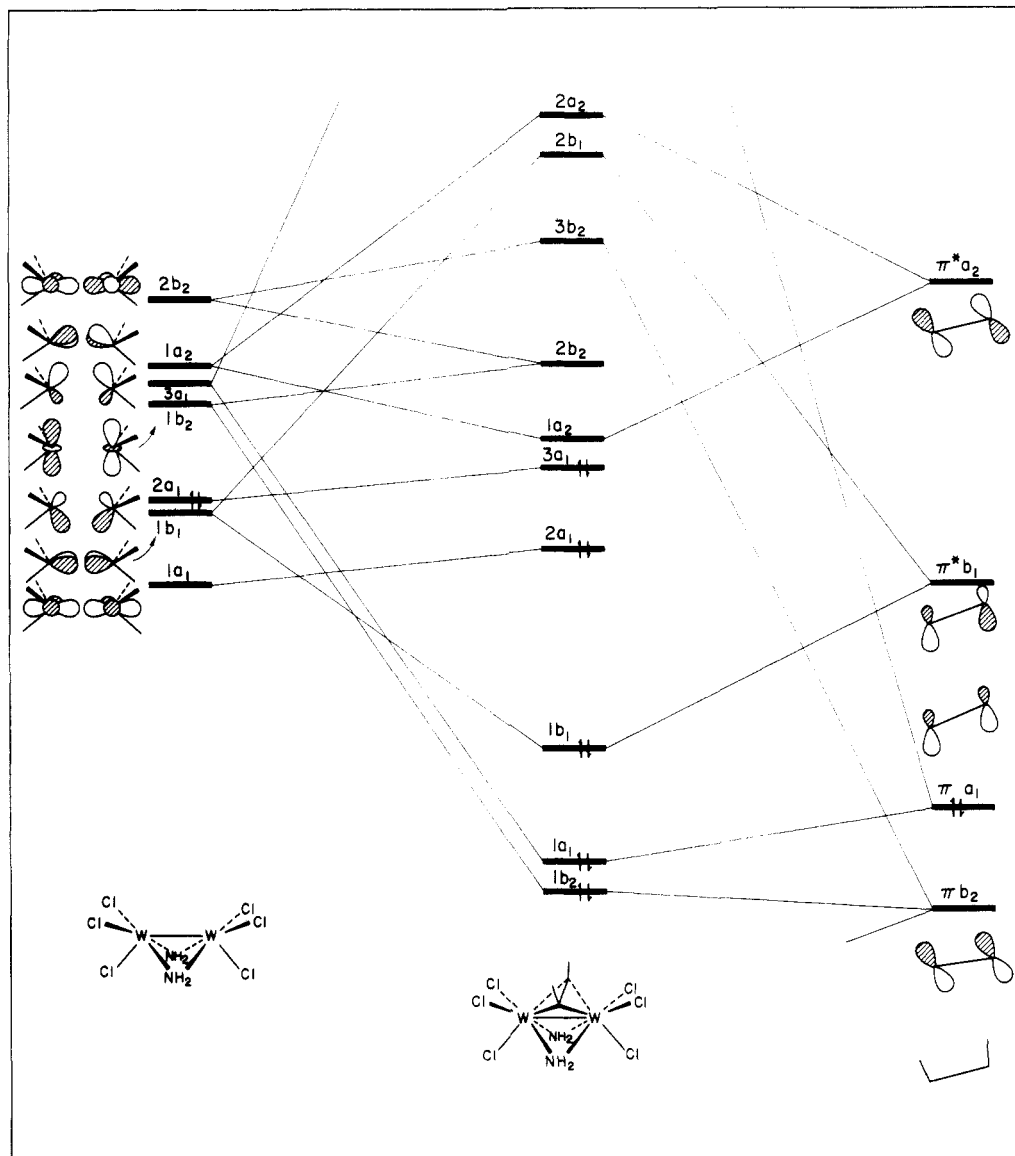 2a₂
2b₁
3b₂
2b₂
1a₂
3a₁
2a₁
1b₁
1a₁
1b₂
2b₂
1a₂
3a₁
1b₂
2a₁
1b₁
1a₁
π*a₂
π*b₁
π a₁
π b₂
Cl Cl
Cl W W Cl
NH₂
Cl NH₂ Cl
Cl Cl
Cl W W Cl
NH₂
Cl NH₂ Cl